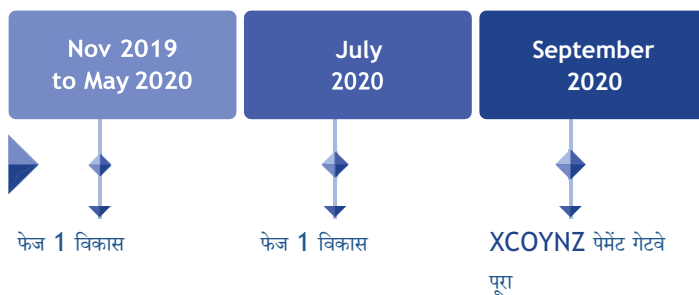 Nov 2019
to May 2020
July
2020
September
2020
फेज 1 विकास
फेज 1 विकास
XCOYNZ पेमेंट गेटवे
पूरा